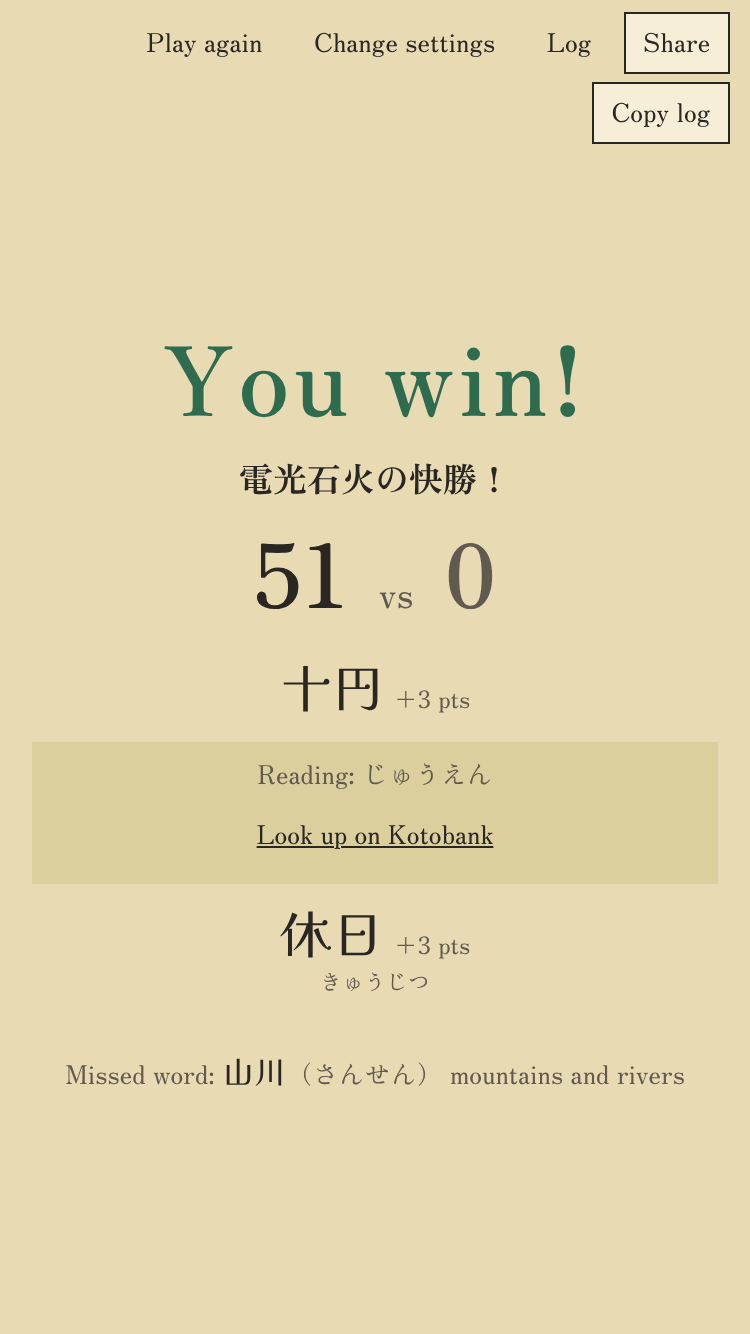 Play again Change settings Log Share
Copy log
You win!
電光石火の快勝！
51 vs 0
十円 +3 pts
Reading: じゅうえん
Look up on Kotobank
休日 +3 pts
きゅうじつ
Missed word: 山川（さんせん） mountains and rivers